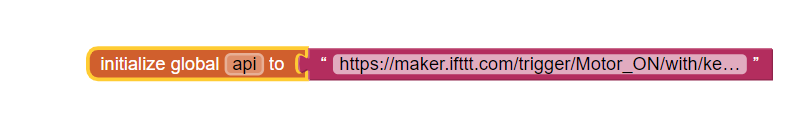 initialize global api to " https://maker.ifttt.com/trigger/Motor_ON/with/ke… "